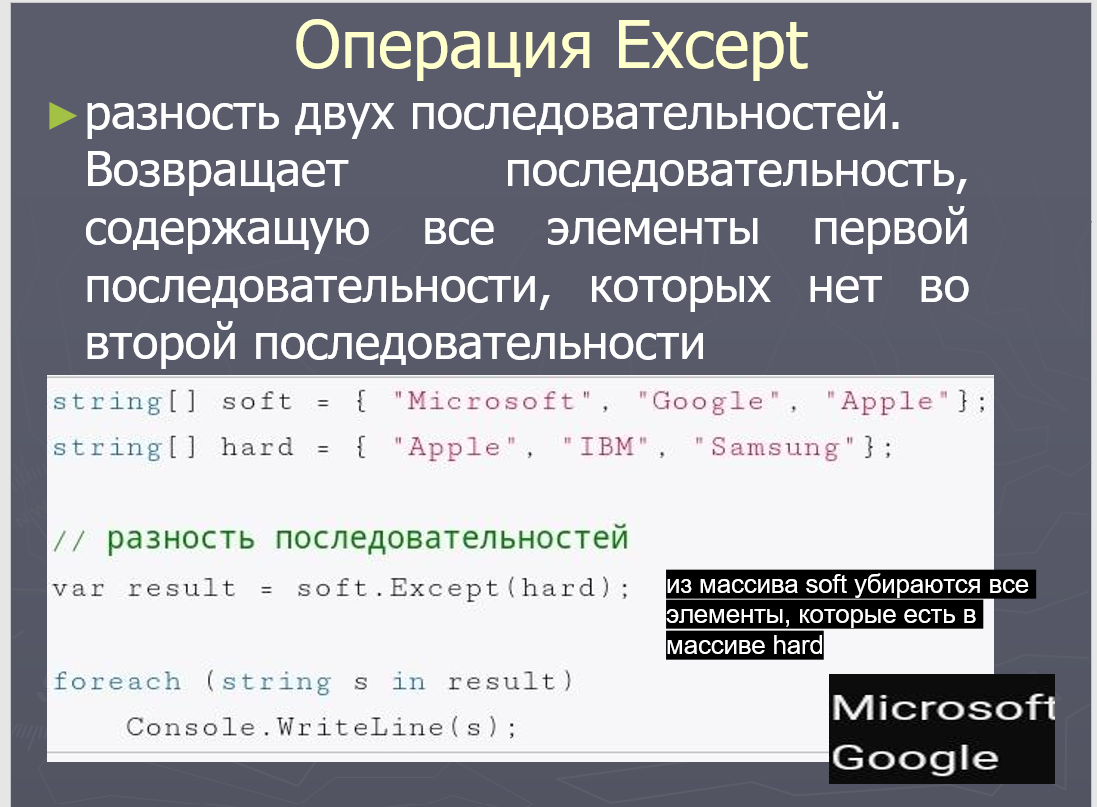 Операция Except
разность двух последовательностей.
Возвращает последовательность,
содержащую все элементы первой
последовательности, которых нет во
второй последовательности
string[] soft = { "Microsoft", "Google", "Apple"};
string[] hard = { "Apple", "IBM", "Samsung"};
// разность последовательностей
var result = soft.Except(hard);
из массива soft убираются все
элементы, которые есть в
массиве hard
foreach (string s in result)
Console.WriteLine(s);
Microsoft
Google